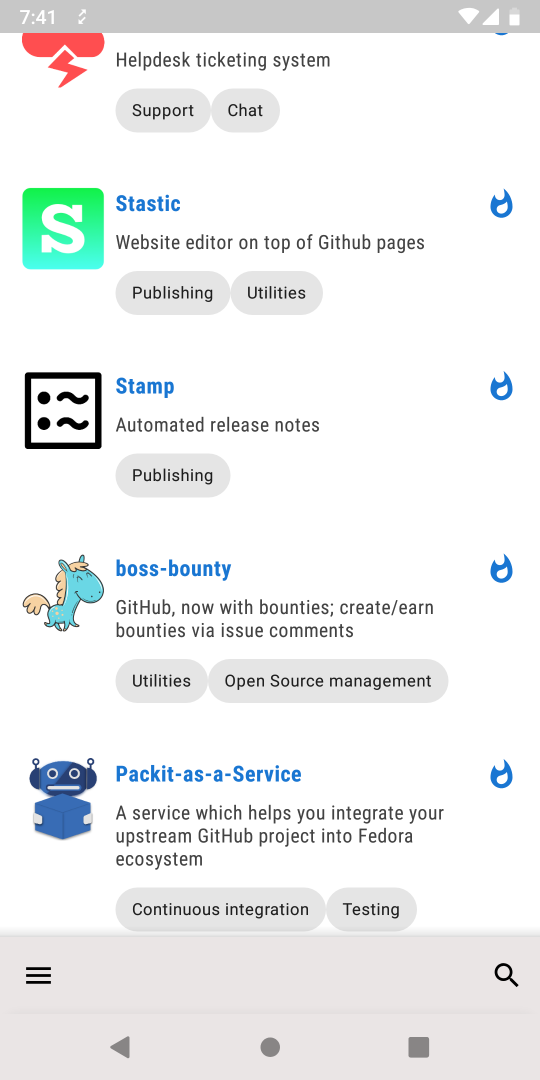 7:41
Helpdesk ticketing system
Support Chat
S
Stastic
Website editor on top of Github pages
Publishing Utilities
Stamp
Automated release notes
Publishing
boss-bounty
GitHub, now with bounties; create/earn
bounties via issue comments
Utilities Open Source management
Packit-as-a-Service
A service which helps you integrate your
upstream GitHub project into Fedora
ecosystem
Continuous integration Testing